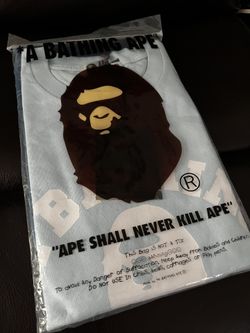 *A BATHING APE®
®
"APE SHALL NEVER KILL APE"
This BAG IS NOT A TOY.
To avoid Any Danger of Suffocation, Keep Away From Babies and Children
Do NOT USE IN CRibs, beds, carriages or Play pens.